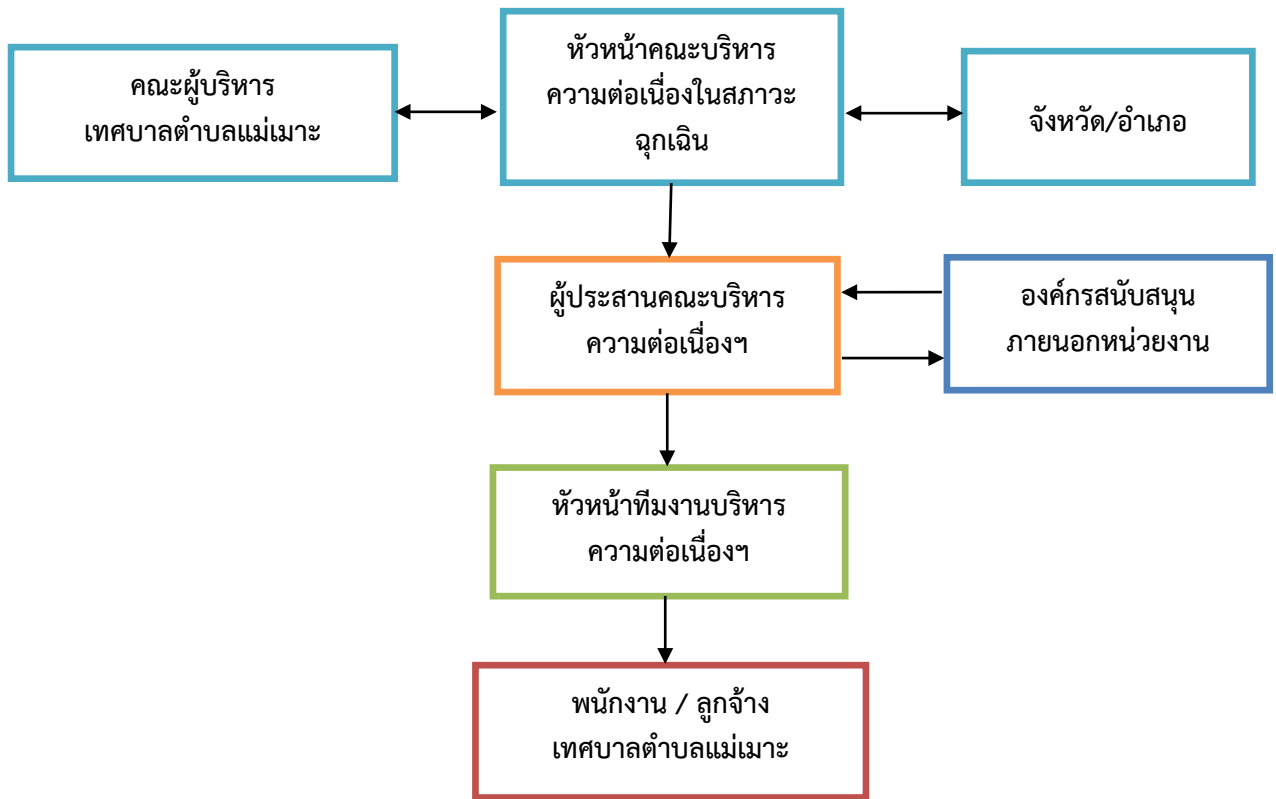 คณะผู้บริหาร
เทศบาลตำบลแม่เมาะ
หัวหน้าคณะบริหาร
ความต่อเนื่องในสภาวะ
ฉุกเฉิน
จังหวัด/อำเภอ
ผู้ประสานคณะบริหาร
ความต่อเนื่องฯ
องค์กรสนับสนุน
ภายนอกหน่วยงาน
หัวหน้าทีมงานบริหาร
ความต่อเนื่องฯ
พนักงาน / ลูกจ้าง
เทศบาลตำบลแม่เมาะ